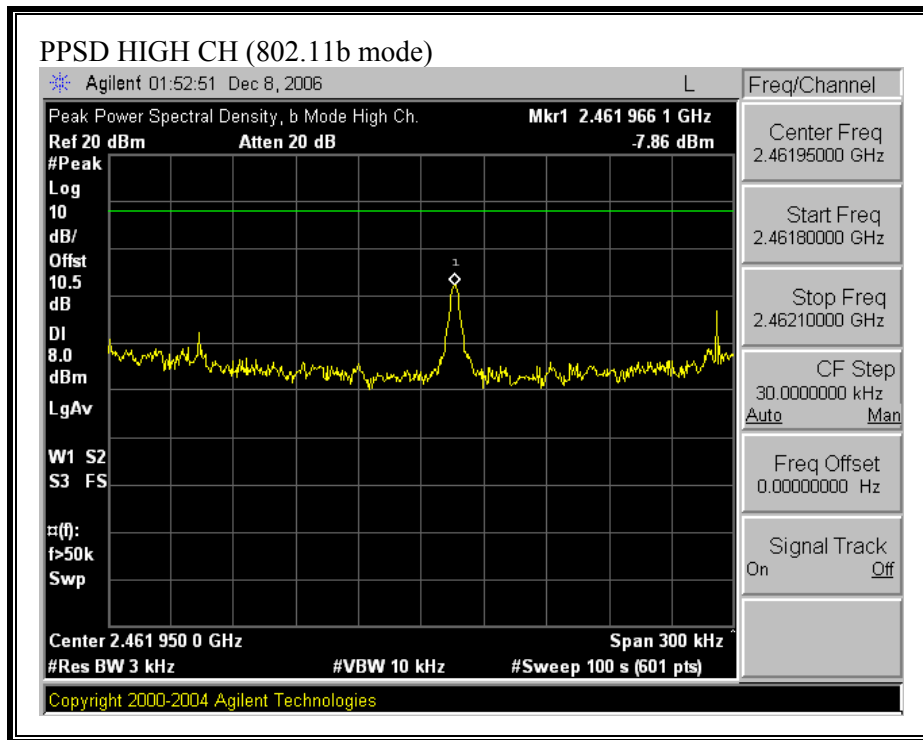 PPSD HIGH CH (802.11b mode)
Agilent 01:52:51 Dec 8, 2006 L
Peak Power Spectral Density, b Mode High Ch. Mkr1 2.461 966 1 GHz
Ref 20 dBm Atten 20 dB -7.86 dBm
#Peak
Log
10
dB/
Offst
10.5
dB
DI
8.0
dBm
LgAv
W1 S2
S3 FS
¤(f):
f>50k
Swp
1
Center 2.461 950 0 GHz Span 300 kHz ^
#Res BW 3 kHz #VBW 10 kHz #Sweep 100 s (601 pts)
Copyright 2000-2004 Agilent Technologies
Freq/Channel
Center Freq
2.46195000 GHz
Start Freq
2.46180000 GHz
Stop Freq
2.46210000 GHz
CF Step
30.0000000 kHz
Auto Man
Freq Offset
0.00000000 Hz
Signal Track
On Off